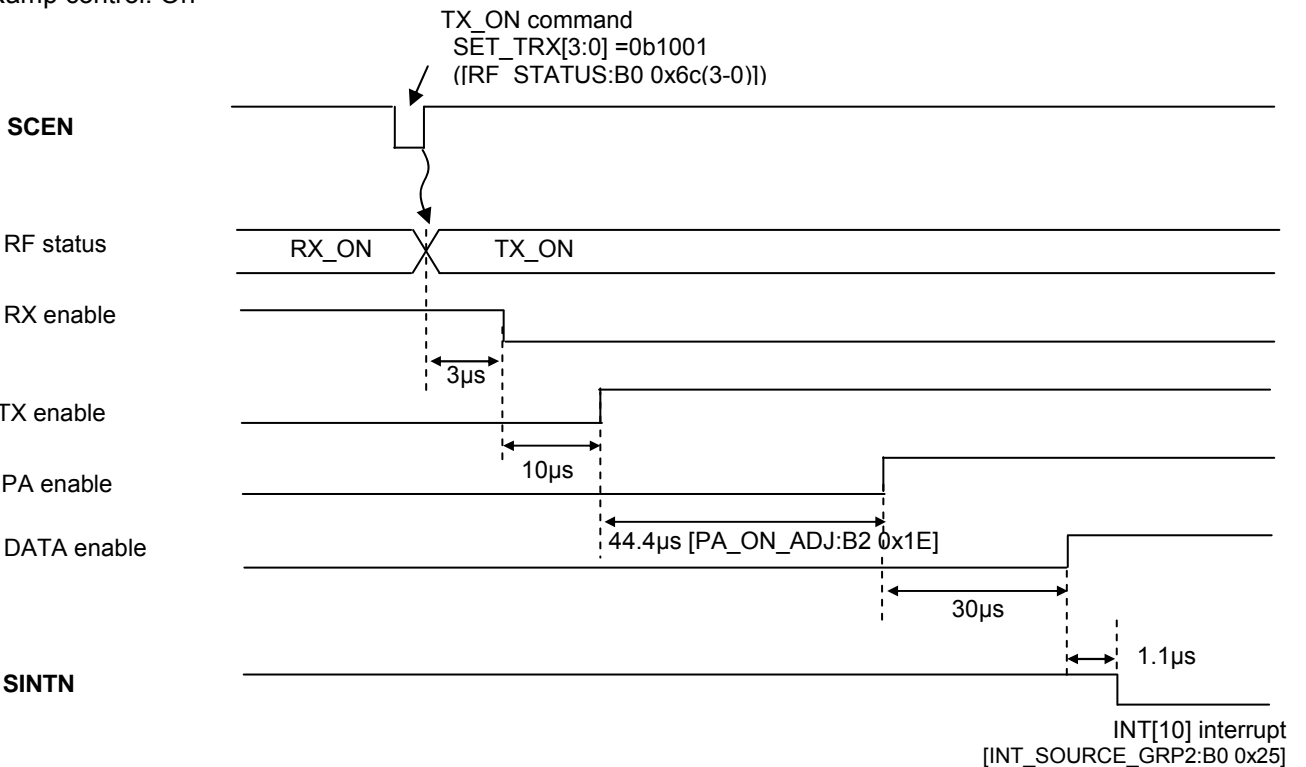 Ramp control: On
TX_ON command
SET_TRX[3:0] =0b1001
([RF_STATUS:B0 0x6c(3-0)])
SCEN
RF status
RX_ON
TX_ON
RX enable
3µs
TX enable
10µs
PA enable
44.4µs [PA_ON_ADJ:B2 0x1E]
DATA enable
30µs
1.1µs
SINTN
INT[10] interrupt
[INT_SOURCE_GRP2:B0 0x25]